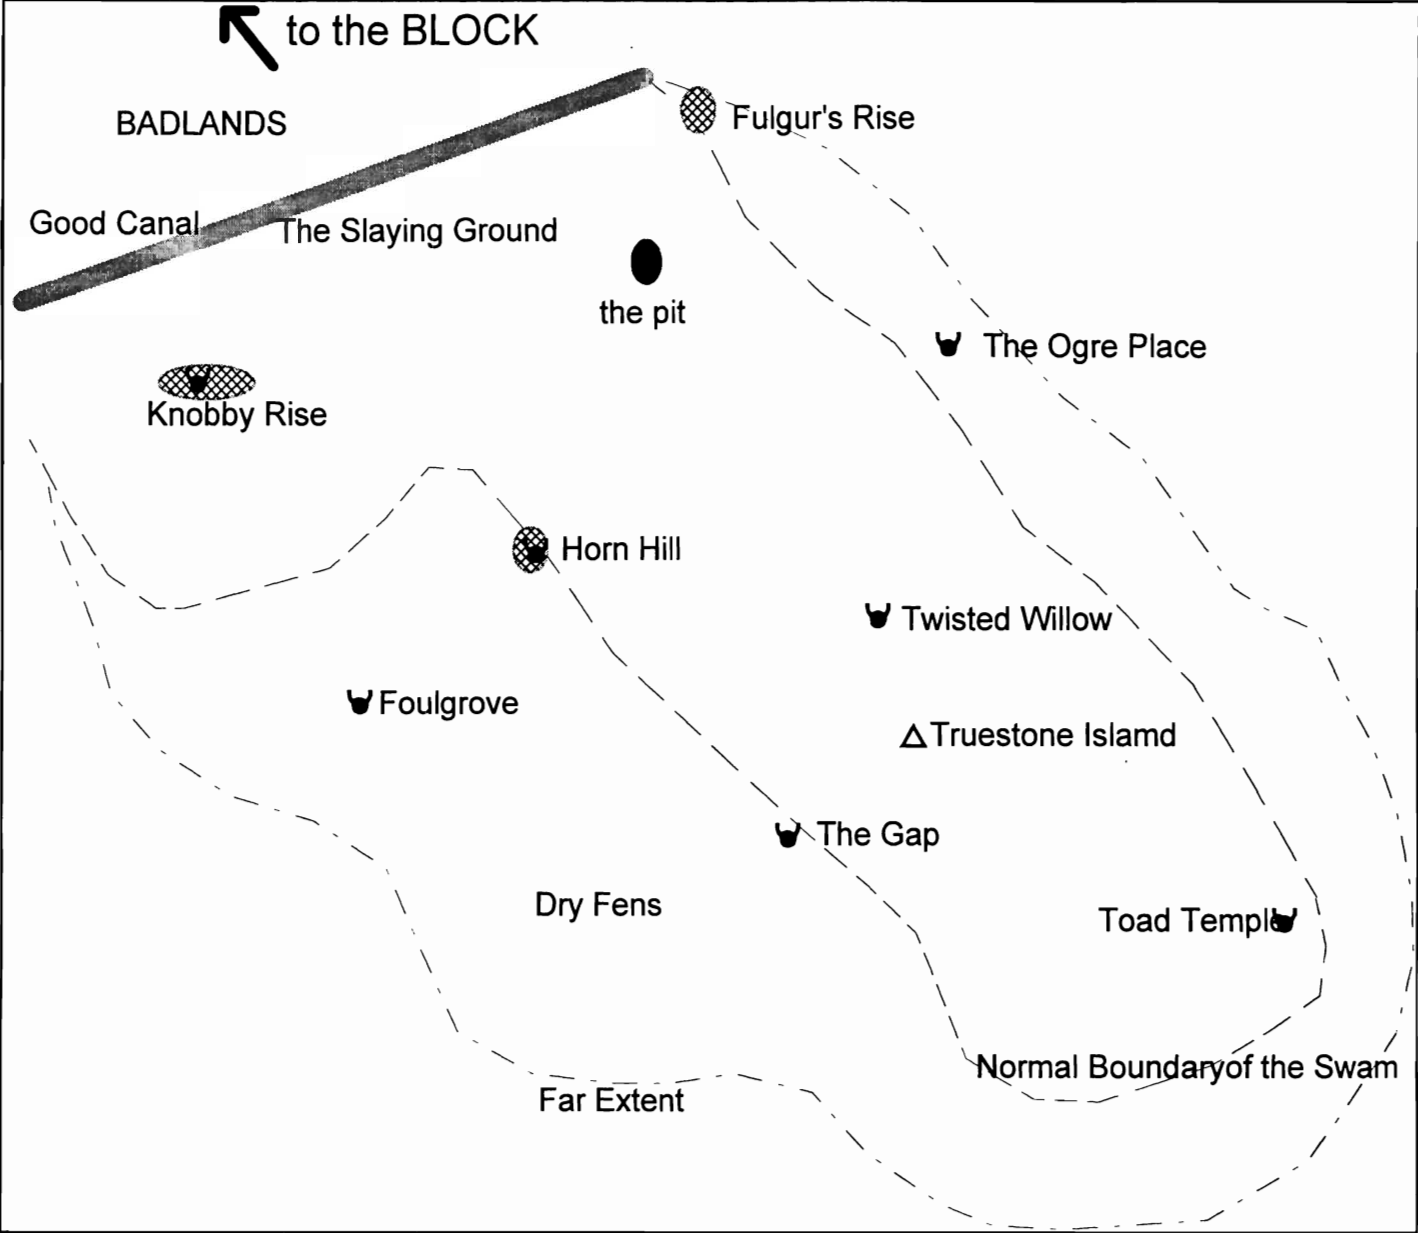 to the BLOCK
BADLANDS
Fulgur's Rise
Good Canal
The Slaying Ground
the pit
The Ogre Place
Knobby Rise
Horn Hill
Twisted Willow
Foulgrove
Truestone Islamd
The Gap
Dry Fens
Toad Temple
Normal Boundaryof the Swam
Far Extent